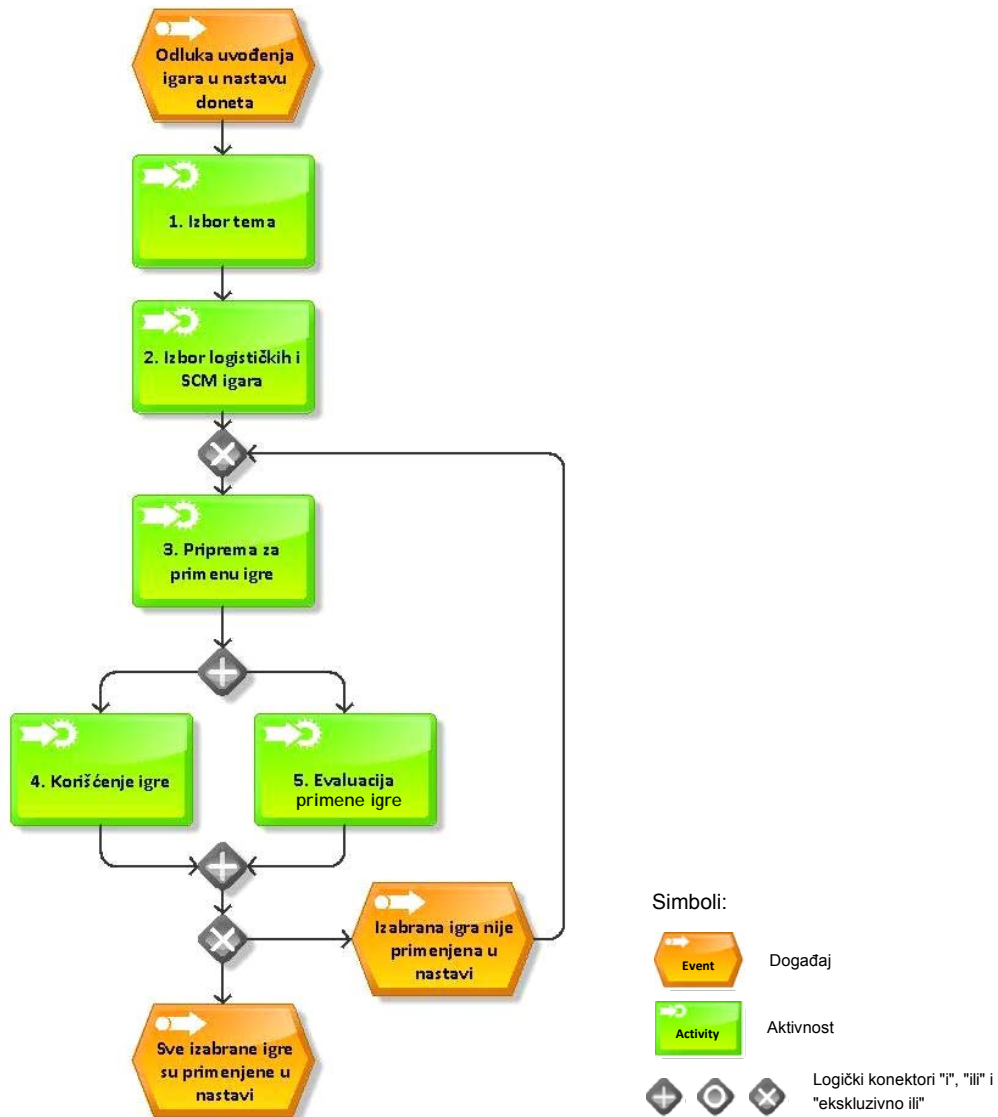 Odluka uvođenja
igara u nastavu
doneta
1. Izbor tema
2. Izbor logističkih i
SCM igara
3. Priprema za
primenu igre
4. Korišćenje igre
5. Evaluacija
primene igre
Izabrana igra nije
primenjena u
nastavi
Sve izabrane igre
su primenjene u
nastavi
Simboli:
Event
Događaj
Activity
Aktivnost
Logički konektori "i", "ili" i
"ekskluzivno ili"